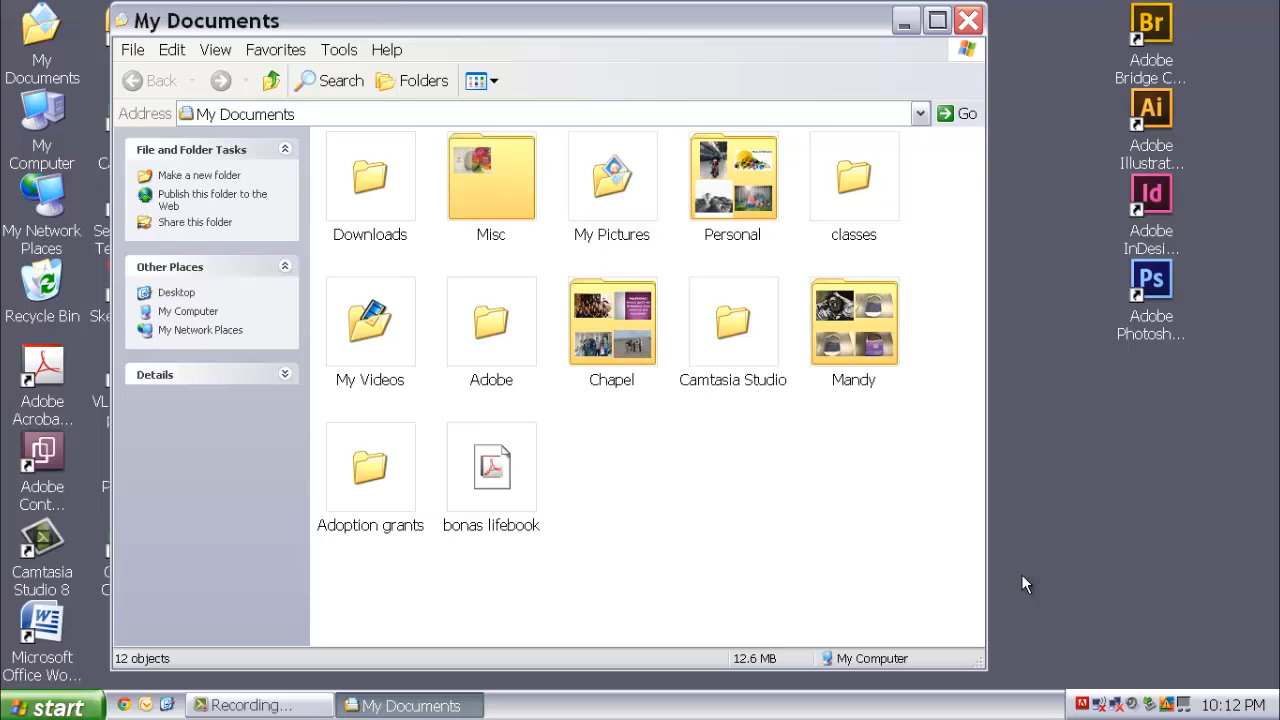 My Documents
File Edit View Favorites Tools Help
Back Search Folders
Address My Documents Go
File and Folder Tasks
Make a new folder
Publish this folder to the
Web
Share this folder
Other Places
Desktop
My Computer
My Network Places
Details
Downloads Misc My Pictures Personal classes
My Videos Adobe Chapel Camtasia Studio Mandy
Adoption grants bonas lifebook
12 objects 12.6 MB My Computer
My
Documents
My
Computer
My Network
Places
Recycle Bin
Adobe
Acroba...
Adobe
Cont...
Camtasia
Studio 8
Microsoft
Office Wo...
Br
Adobe
Bridge C...
Ai
Adobe
Illustrat...
Id
Adobe
InDesi...
Ps
Adobe
Photosh...
start Recording... My Documents 10:12 PM